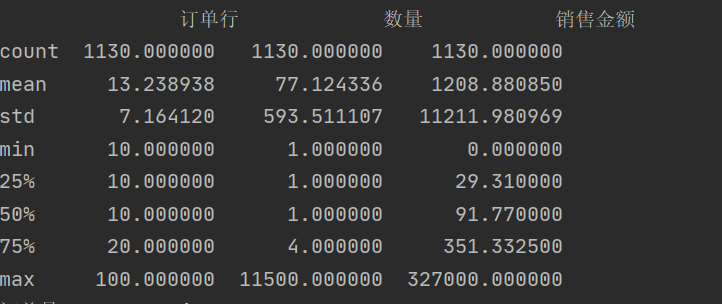 订单行 数量 销售金额
count 1130.000000 1130.000000 1130.000000
mean 13.238938 77.124336 1208.880850
std 7.164120 593.511107 11211.980969
min 10.000000 1.000000 0.000000
25% 10.000000 1.000000 29.310000
50% 10.000000 1.000000 91.770000
75% 20.000000 4.000000 351.332500
max 100.000000 11500.000000 327000.000000